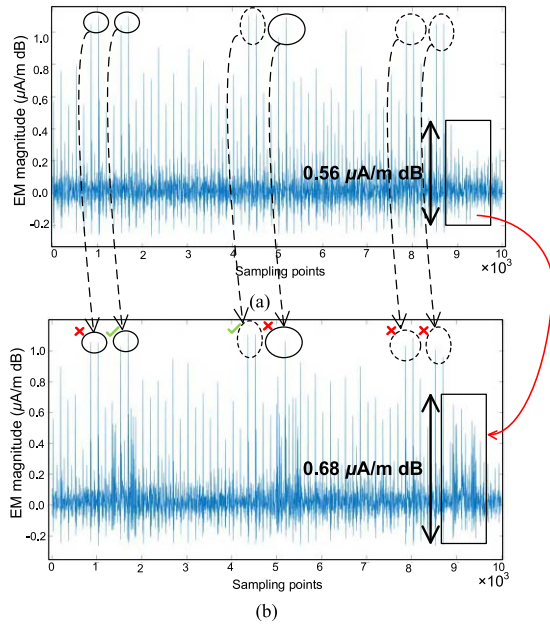 EM magnitude (μA/m dB)
1.0
0.8
0.6
0.4
0.2
0.0
-0.2
0.56 μA/m dB
0 1 2 3 4 5 6 7 8 9 10
×10³
Sampling points
(a)
EM magnitude (μA/m dB)
1.0
0.8
0.6
0.4
0.2
0.0
-0.2
0.68 μA/m dB
0 1 2 3 4 5 6 7 8 9 10
×10³
Sampling points
(b)